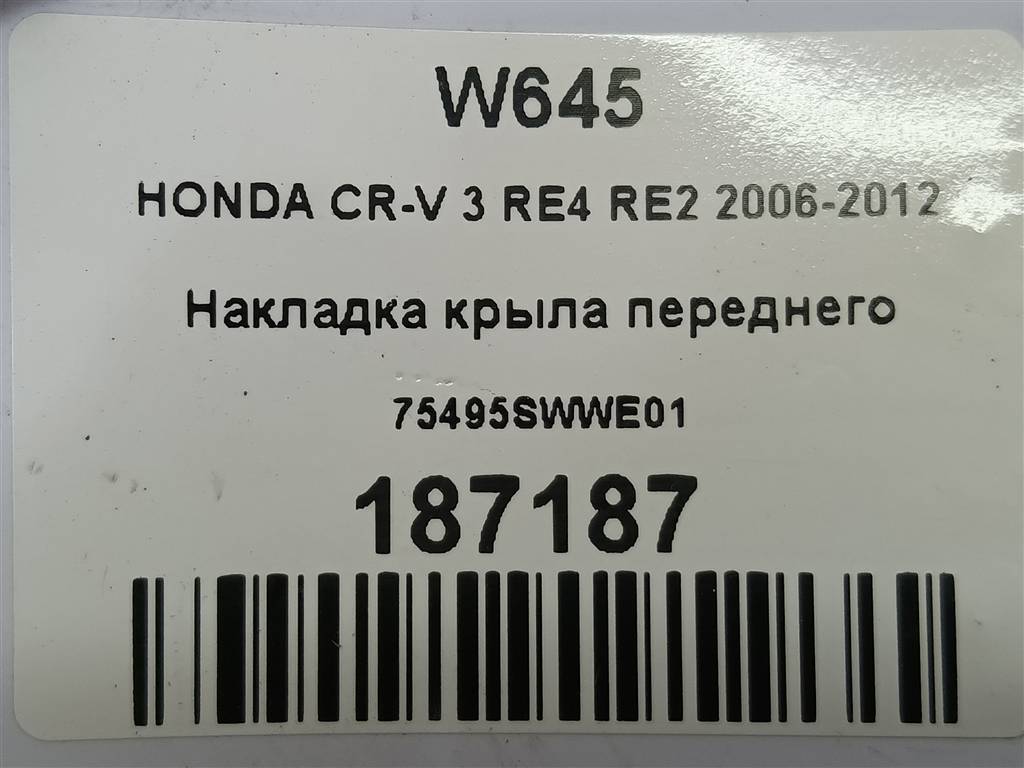 W645
HONDA CR-V 3 RE4 RE2 2006-2012
Накладка крыла переднего
75495SWWE01
187187